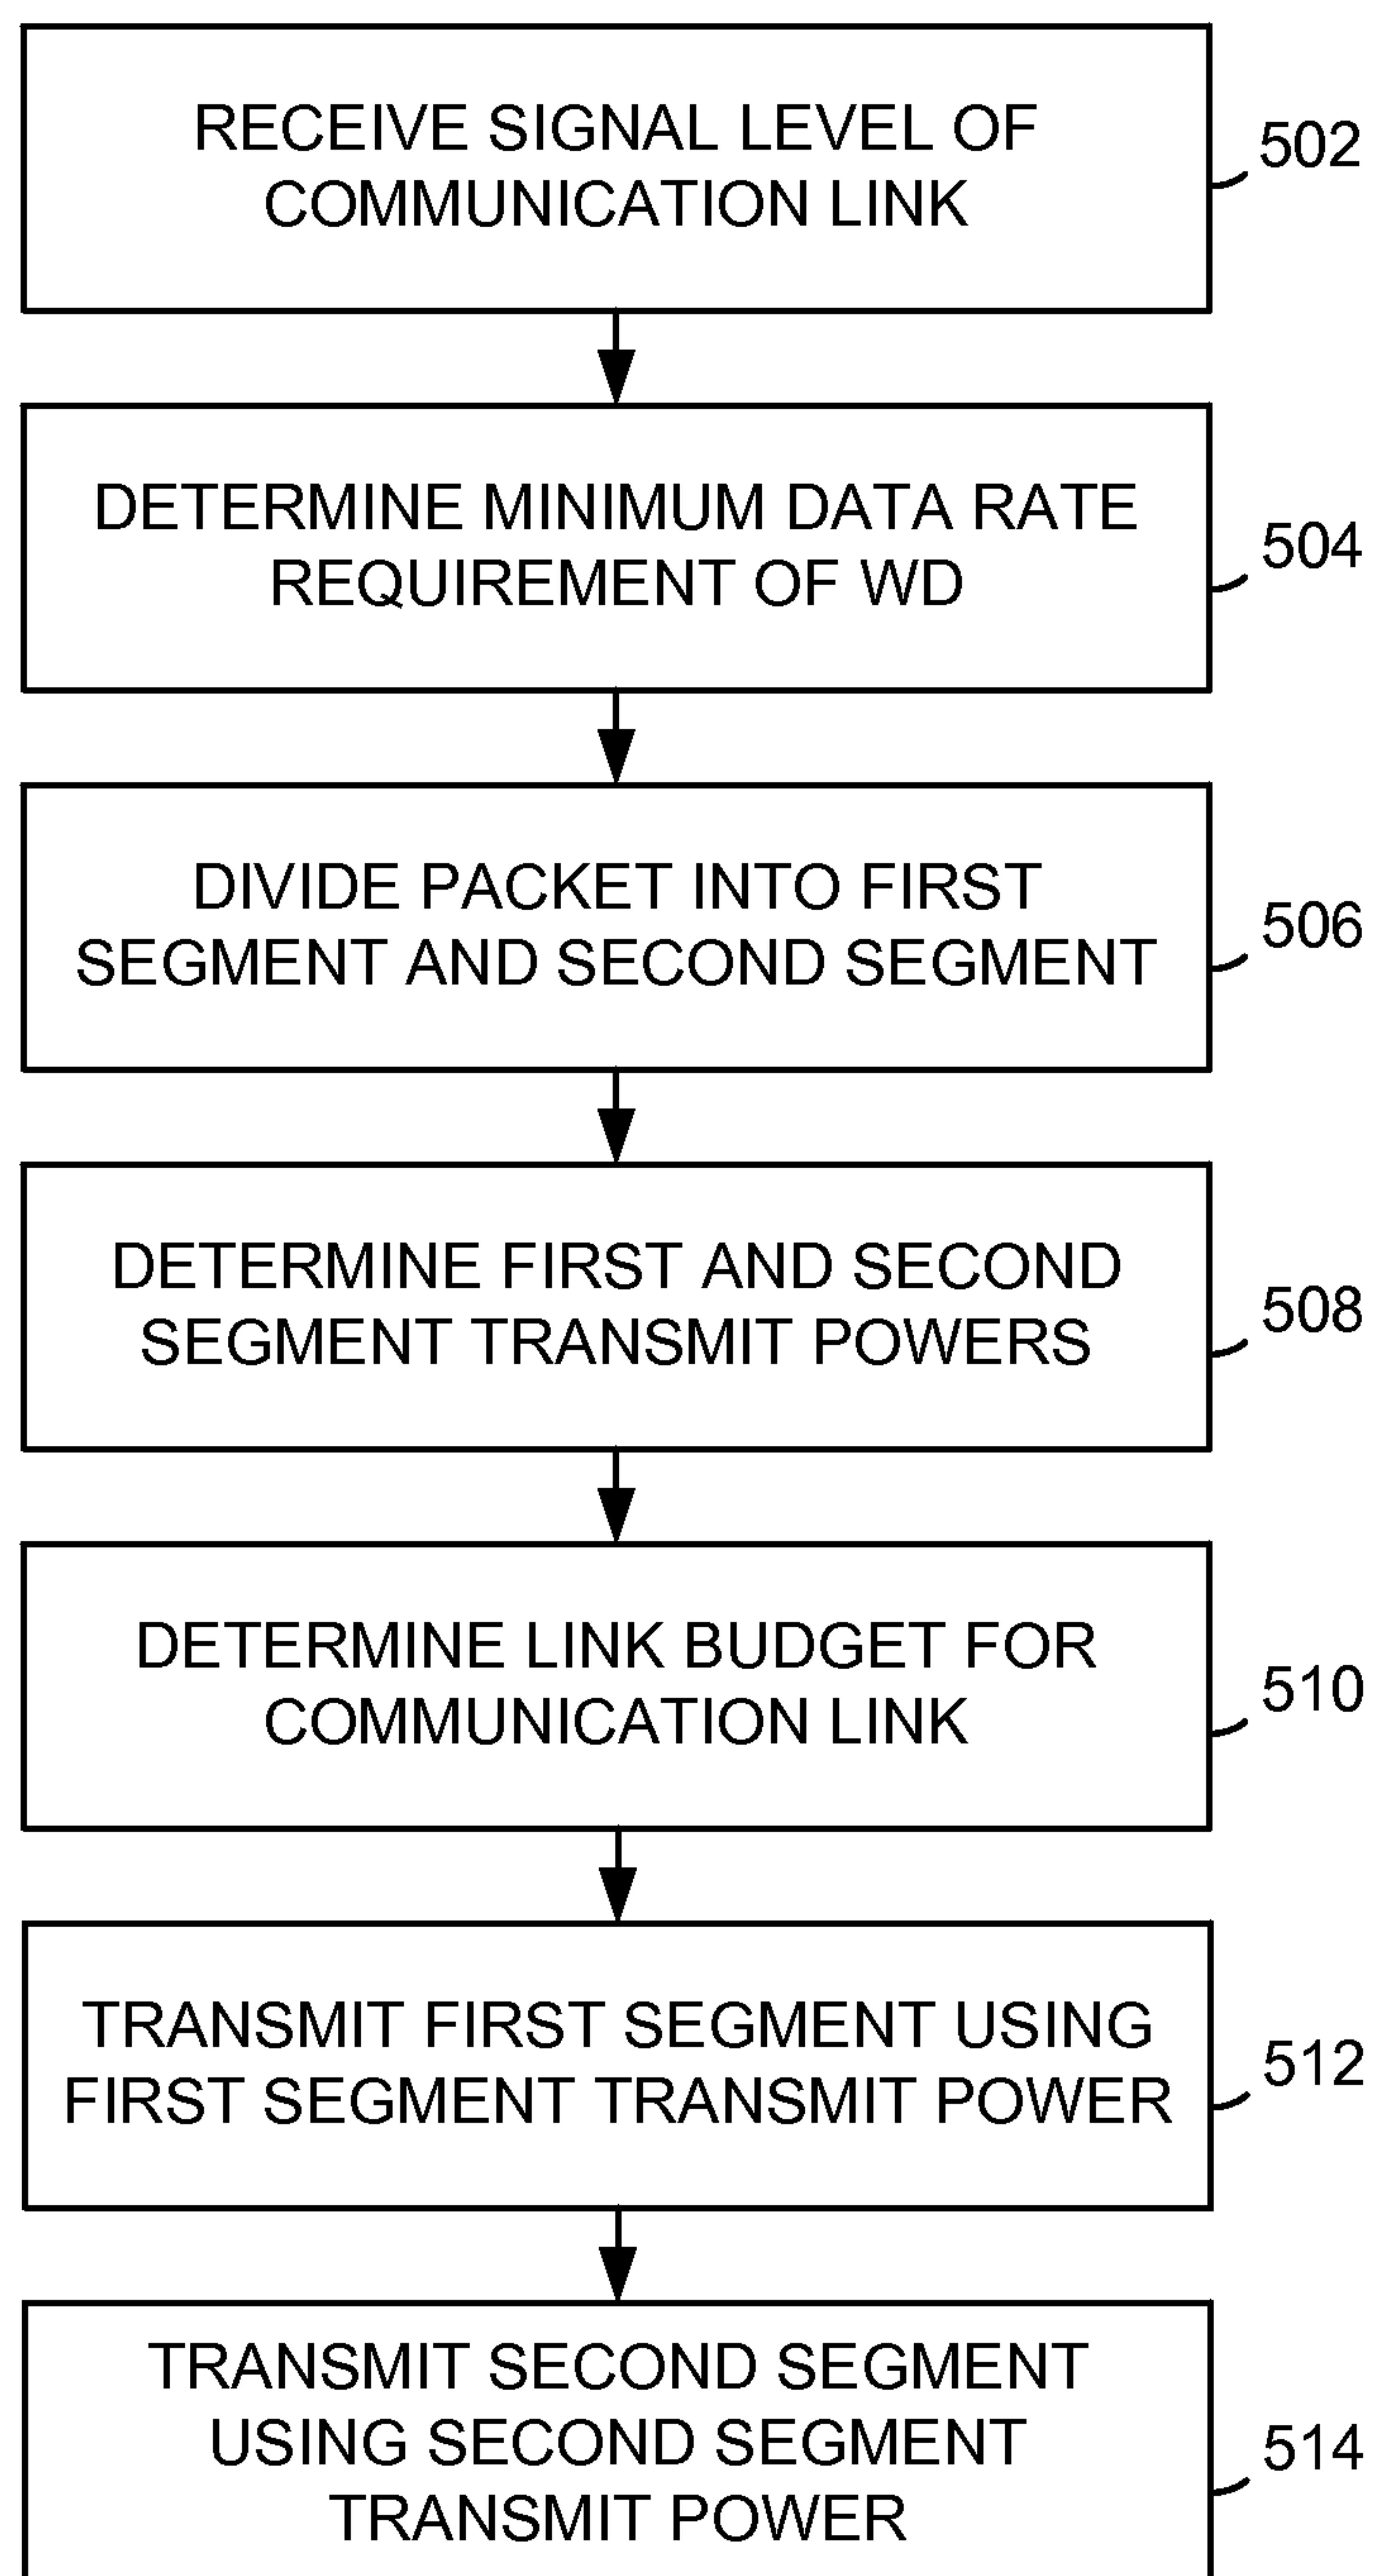 RECEIVE SIGNAL LEVEL OF
COMMUNICATION LINK
502
DETERMINE MINIMUM DATA RATE
REQUIREMENT OF WD
504
DIVIDE PACKET INTO FIRST
SEGMENT AND SECOND SEGMENT
506
DETERMINE FIRST AND SECOND
SEGMENT TRANSMIT POWERS
508
DETERMINE LINK BUDGET FOR
COMMUNICATION LINK
510
TRANSMIT FIRST SEGMENT USING
FIRST SEGMENT TRANSMIT POWER
512
TRANSMIT SECOND SEGMENT
USING SECOND SEGMENT
TRANSMIT POWER
514